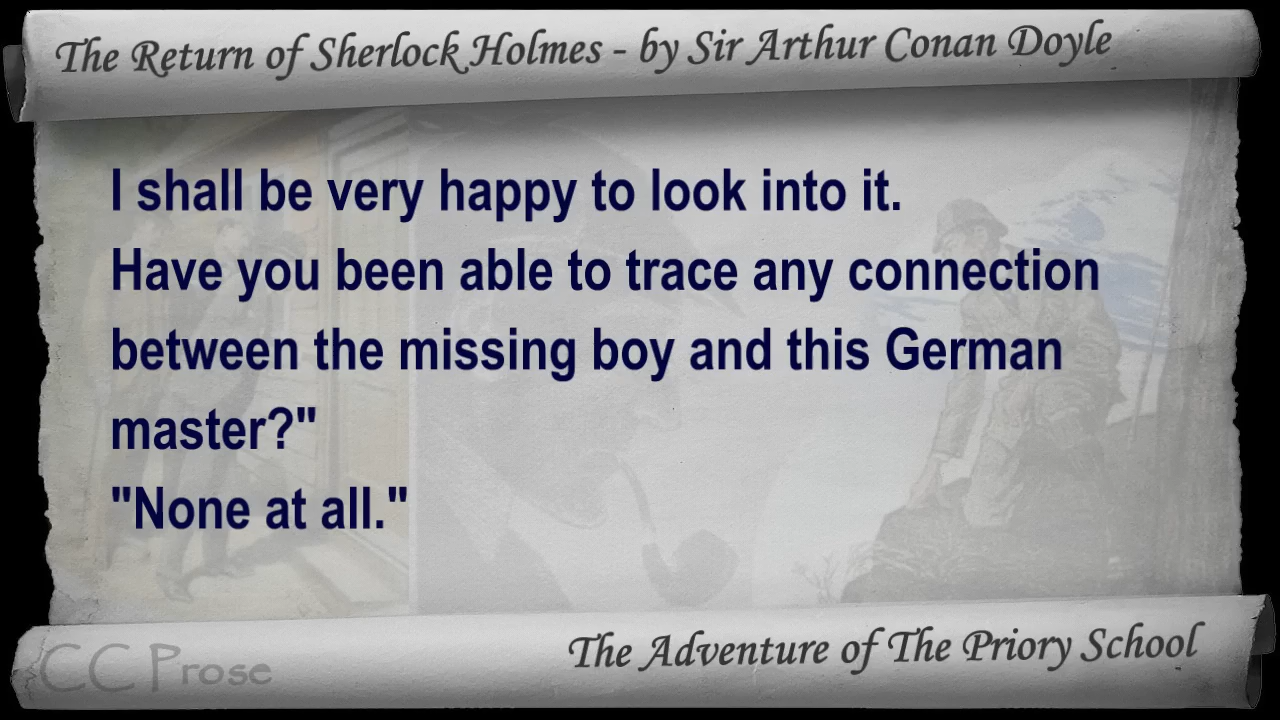 The Return of Sherlock Holmes - by Sir Arthur Conan Doyle
I shall be very happy to look into it.
Have you been able to trace any connection
between the missing boy and this German
master?"
"None at all."
CC Prose
The Adventure of The Priory School